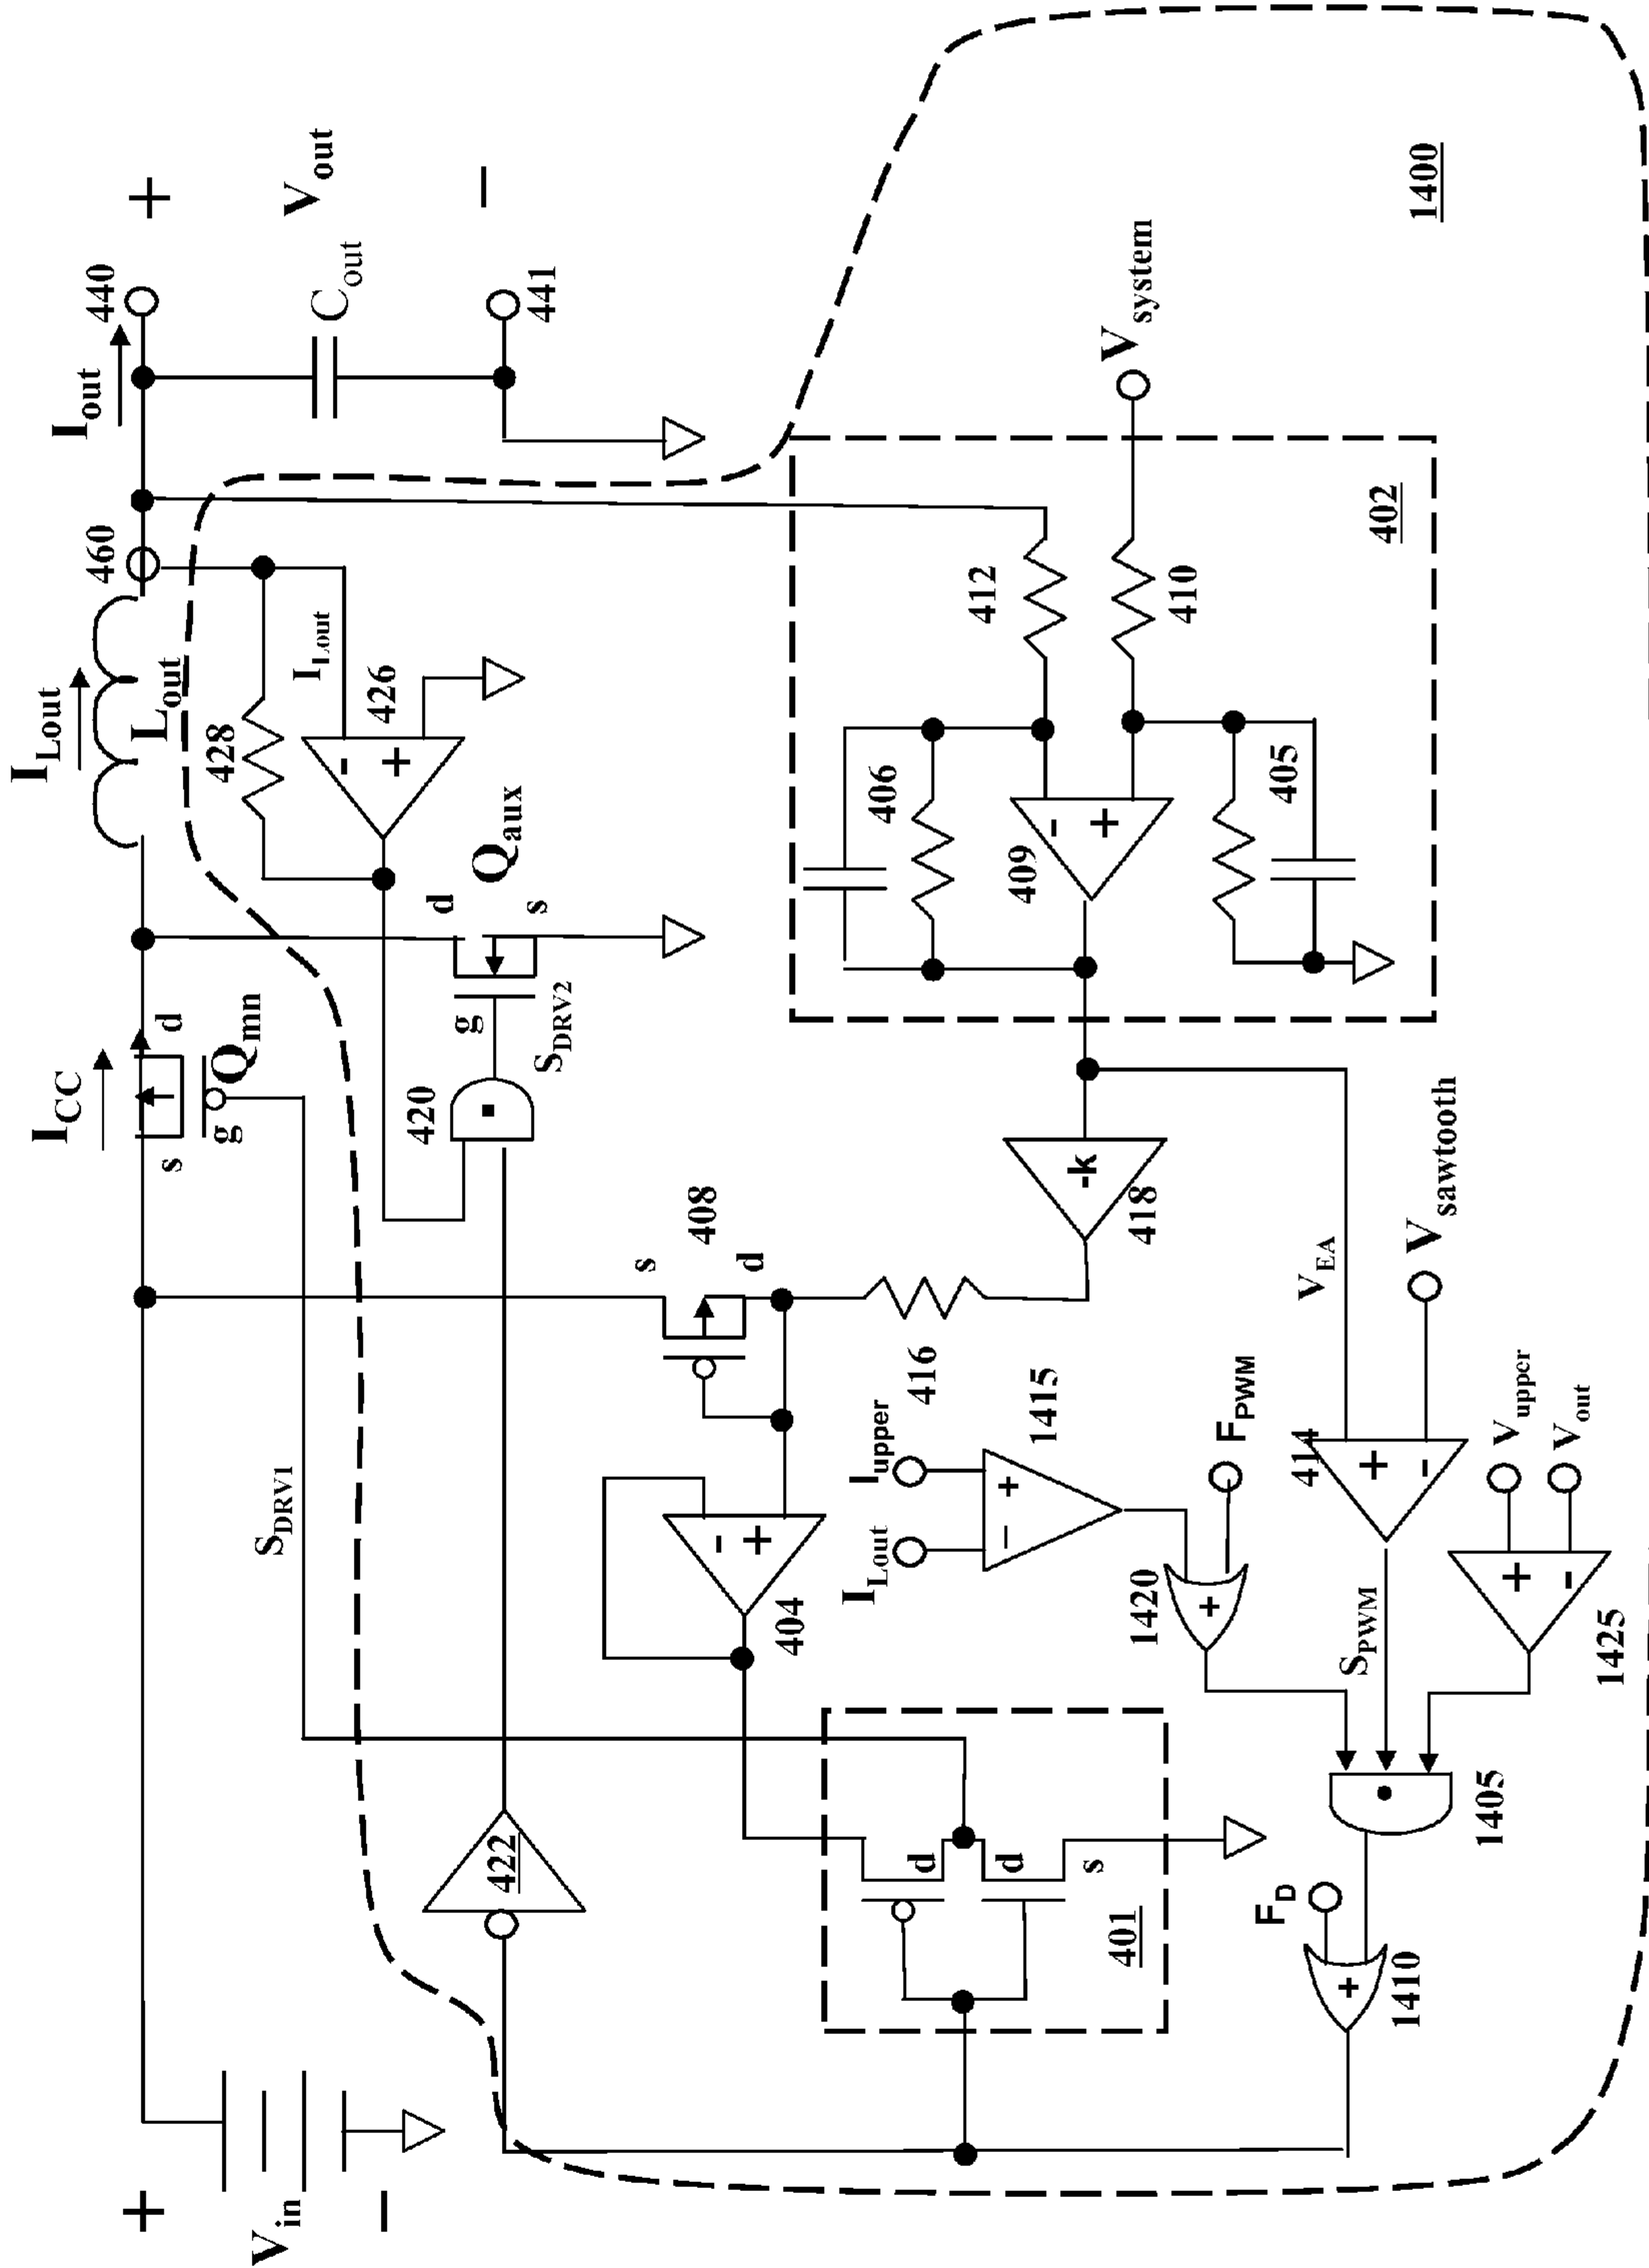 I_CC
I_Lout
I_out
440
460
+
+
s
d
g
Q_mn
L_out
V_out
C_out
V_in
−
−
441
S_DRV1
428
I_Lout
426
-
+
420
g
d
s
Q_aux
S_DRV2
422
s
408
d
404
-
+
416
-k
418
406
409
-
+
405
412
410
402
V_system
1400
I_Lout
I_upper
−
+
1415
1420
+
F_PWM
V_EA
414
+
-
V_sawtooth
401
d
d
s
S_PWM
F_D
1410
+
1405
1425
+
-
V_upper
V_out